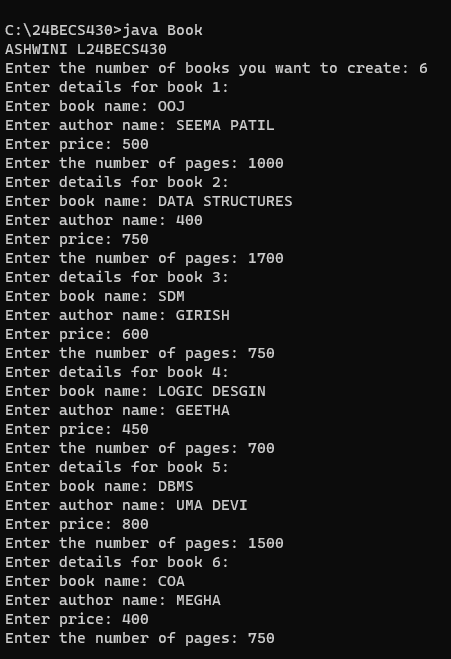 C:\24BECS430>java Book
ASHWINI L24BECS430
Enter the number of books you want to create: 6
Enter details for book 1:
Enter book name: OOJ
Enter author name: SEEMA PATIL
Enter price: 500
Enter the number of pages: 1000
Enter details for book 2:
Enter book name: DATA STRUCTURES
Enter author name: 400
Enter price: 750
Enter the number of pages: 1700
Enter details for book 3:
Enter book name: SDM
Enter author name: GIRISH
Enter price: 600
Enter the number of pages: 750
Enter details for book 4:
Enter book name: LOGIC DESGIN
Enter author name: GEETHA
Enter price: 450
Enter the number of pages: 700
Enter details for book 5:
Enter book name: DBMS
Enter author name: UMA DEVI
Enter price: 800
Enter the number of pages: 1500
Enter details for book 6:
Enter book name: COA
Enter author name: MEGHA
Enter price: 400
Enter the number of pages: 750